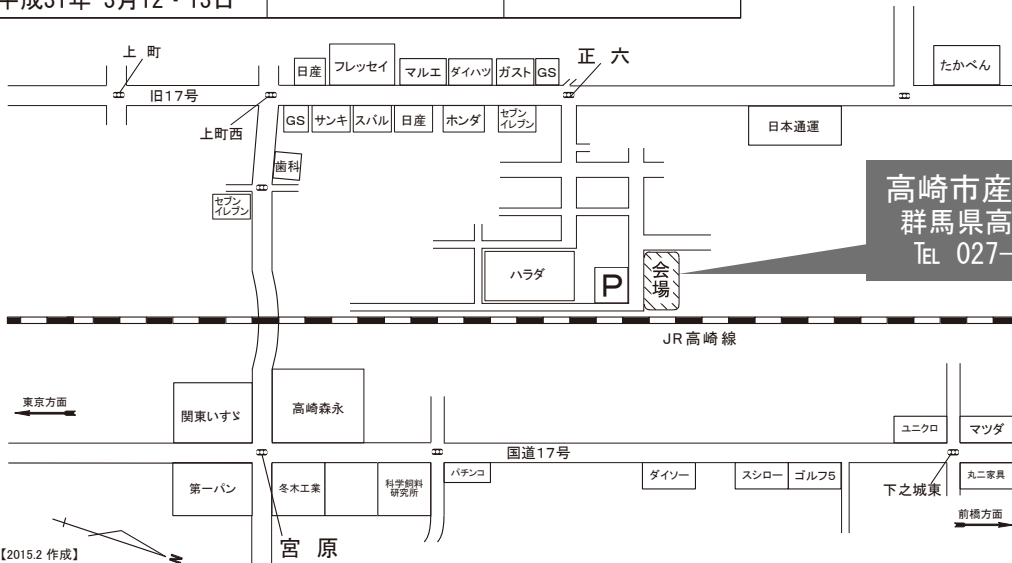 平成31年 3月12・13日
上 町
フレッセイ
正 六
日産
マルエ
ダイハツ
ガスト
GS
たかべん
旧17号
上町西
GS
サンキ
スバル
日産
ホンダ
セブン
イレブン
日本通運
歯科
セブン
イレブン
高崎市産
群馬県高
TEL 027-
ハラダ
P
会場
JR高崎線
東京方面
関東いすゞ
高崎森永
ユニクロ
マツダ
国道17号
第一パン
冬木工業
科学飼料
研究所
パチンコ
ダイソー
スシロー
ゴルフ5
下之城東
丸二家具
前橋方面
宮 原
N
【2015.2 作成】